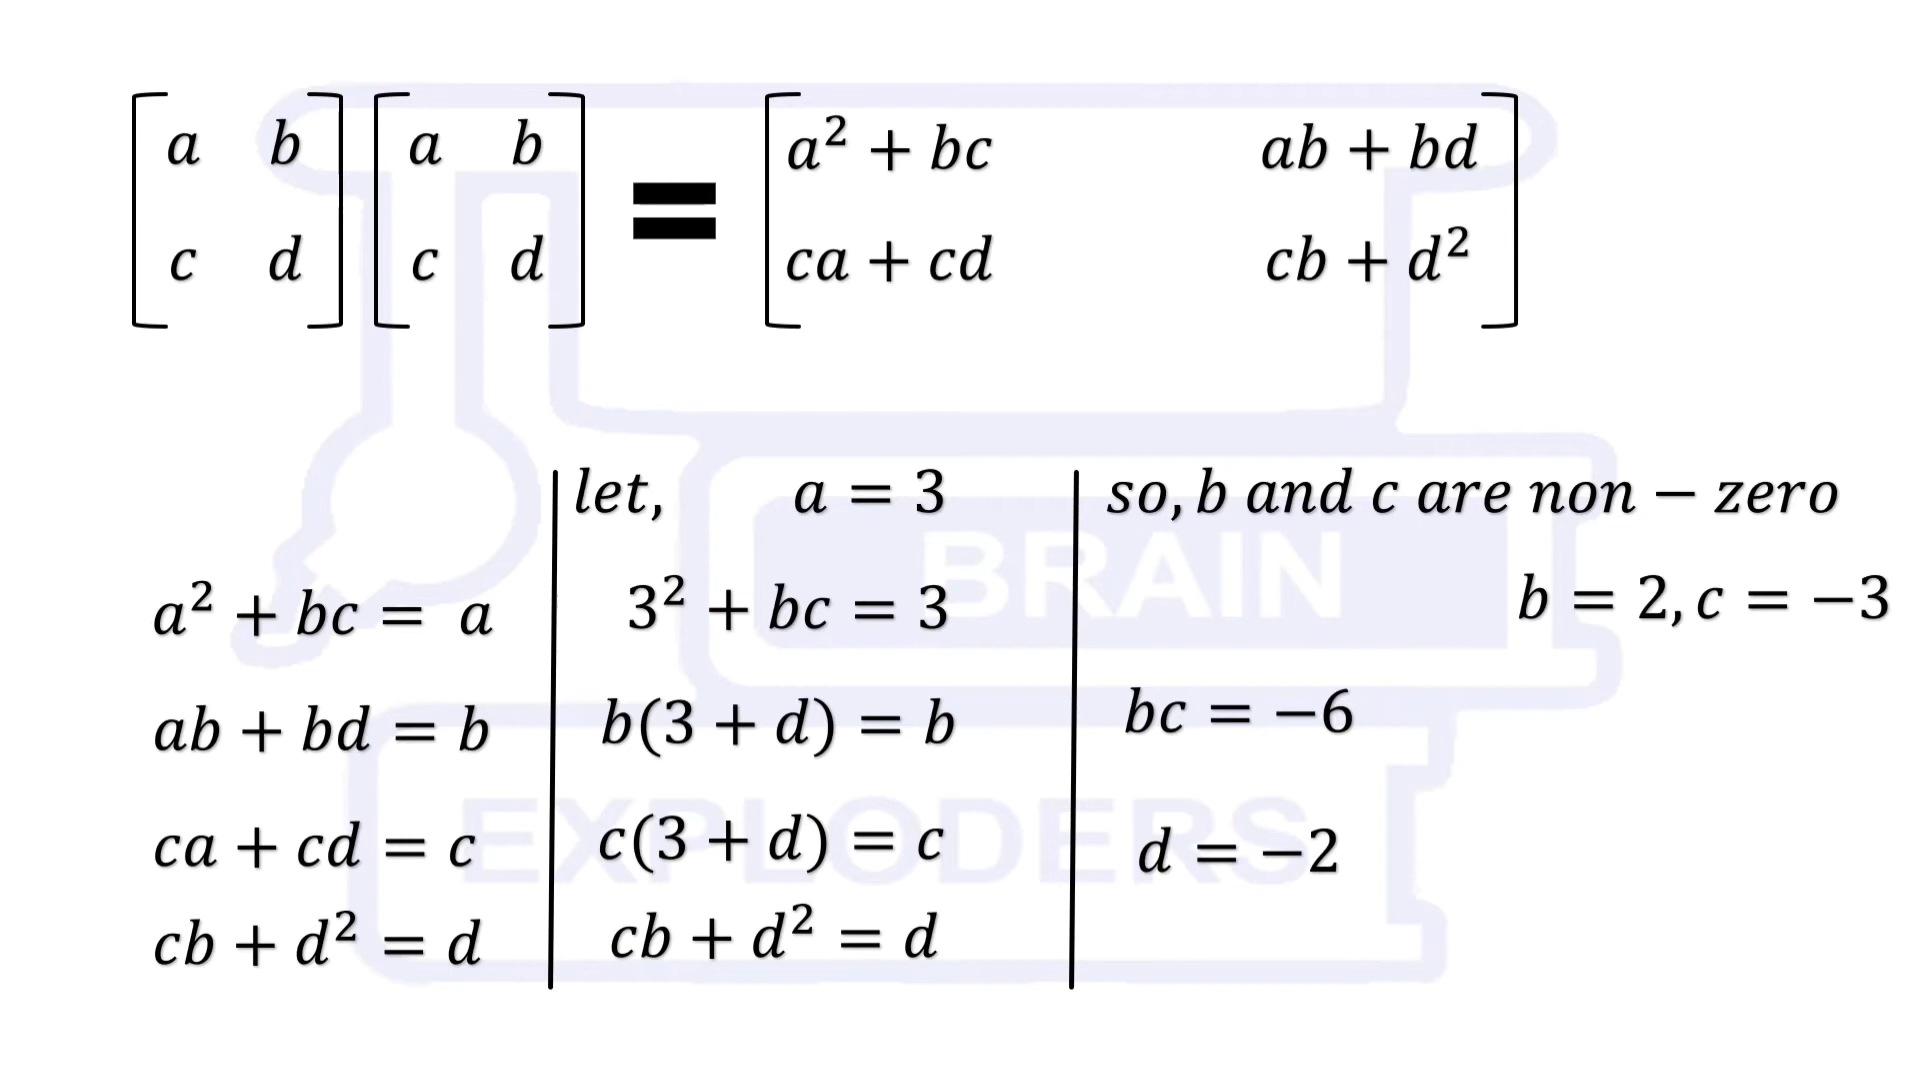 a b a b = a² + bc ab + bd
c d c d ca + cd cb + d²
let, a = 3
so, b and c are non − zero
a² + bc = a
3² + bc = 3
b = 2, c = −3
ab + bd = b
b(3 + d) = b
bc = −6
ca + cd = c
c(3 + d) = c
d = −2
cb + d² = d
cb + d² = d
BRAIN
EXPLODERS